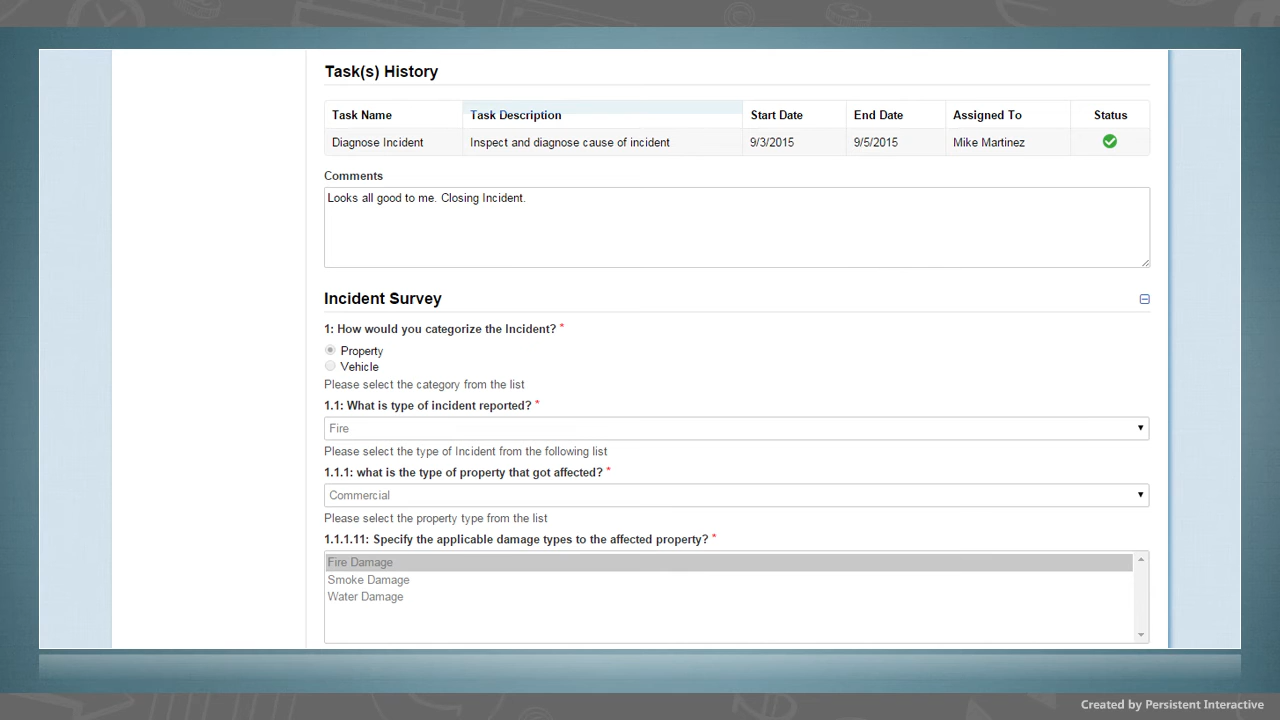 Task(s) History
Task Name Task Description Start Date End Date Assigned To Status
Diagnose Incident Inspect and diagnose cause of incident 9/3/2015 9/5/2015 Mike Martinez
Comments
Looks all good to me. Closing Incident.
Incident Survey
1: How would you categorize the Incident? *
Property
Vehicle
Please select the category from the list
1.1: What is type of incident reported? *
Fire
Please select the type of Incident from the following list
1.1.1: what is the type of property that got affected? *
Commercial
Please select the property type from the list
1.1.1.11: Specify the applicable damage types to the affected property? *
Fire Damage
Smoke Damage
Water Damage
Created by Persistent Interactive